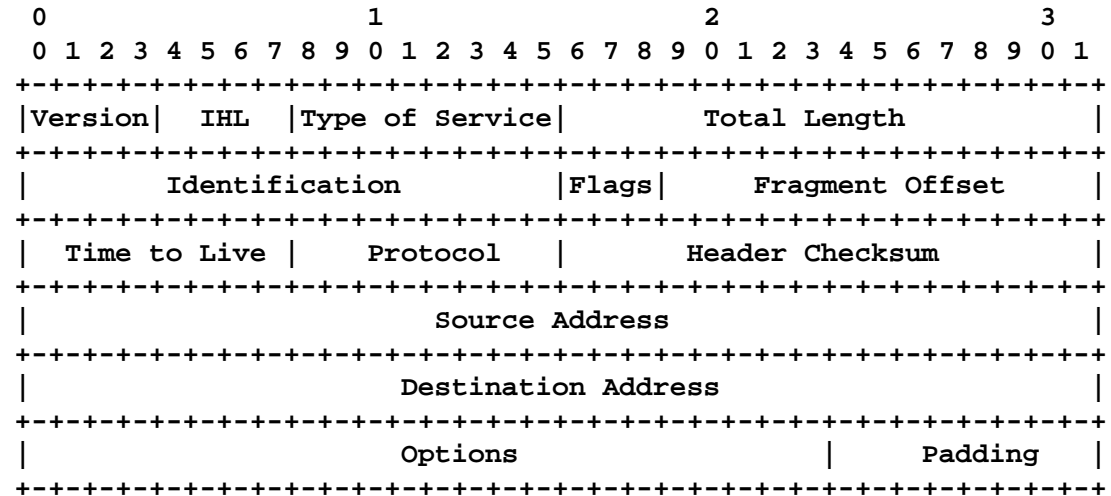 0                   1                   2                   3
 0 1 2 3 4 5 6 7 8 9 0 1 2 3 4 5 6 7 8 9 0 1 2 3 4 5 6 7 8 9 0 1
+-+-+-+-+-+-+-+-+-+-+-+-+-+-+-+-+-+-+-+-+-+-+-+-+-+-+-+-+-+-+-+-+
|Version|  IHL  |Type of Service|        Total Length           |
+-+-+-+-+-+-+-+-+-+-+-+-+-+-+-+-+-+-+-+-+-+-+-+-+-+-+-+-+-+-+-+-+
|        Identification         |Flags|     Fragment Offset     |
+-+-+-+-+-+-+-+-+-+-+-+-+-+-+-+-+-+-+-+-+-+-+-+-+-+-+-+-+-+-+-+-+
|  Time to Live |    Protocol   |       Header Checksum         |
+-+-+-+-+-+-+-+-+-+-+-+-+-+-+-+-+-+-+-+-+-+-+-+-+-+-+-+-+-+-+-+-+
|                        Source Address                         |
+-+-+-+-+-+-+-+-+-+-+-+-+-+-+-+-+-+-+-+-+-+-+-+-+-+-+-+-+-+-+-+-+
|                      Destination Address                      |
+-+-+-+-+-+-+-+-+-+-+-+-+-+-+-+-+-+-+-+-+-+-+-+-+-+-+-+-+-+-+-+-+
|                      Options                  |     Padding   |
+-+-+-+-+-+-+-+-+-+-+-+-+-+-+-+-+-+-+-+-+-+-+-+-+-+-+-+-+-+-+-+-+